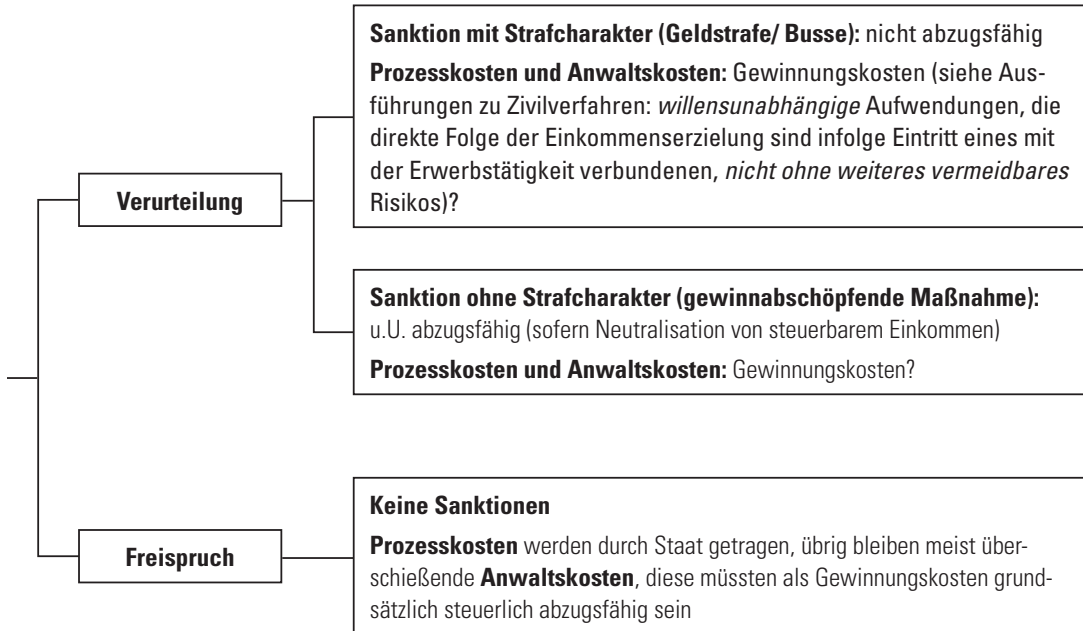 Sanktion mit Strafcharakter (Geldstrafe/ Busse): nicht abzugsfähig
Prozesskosten und Anwaltskosten: Gewinnungskosten (siehe Aus-
führungen zu Zivilverfahren: willensunabhängige Aufwendungen, die
direkte Folge der Einkommenserzielung sind infolge Eintritt eines mit
der Erwerbstätigkeit verbundenen, nicht ohne weiteres vermeidbares
Risikos)?
Verurteilung
Sanktion ohne Strafcharakter (gewinnabschöpfende Maßnahme):
u.U. abzugsfähig (sofern Neutralisation von steuerbarem Einkommen)
Prozesskosten und Anwaltskosten: Gewinnungskosten?
Freispruch
Keine Sanktionen
Prozesskosten werden durch Staat getragen, übrig bleiben meist über-
schießende Anwaltskosten, diese müssten als Gewinnungskosten grund-
sätzlich steuerlich abzugsfähig sein